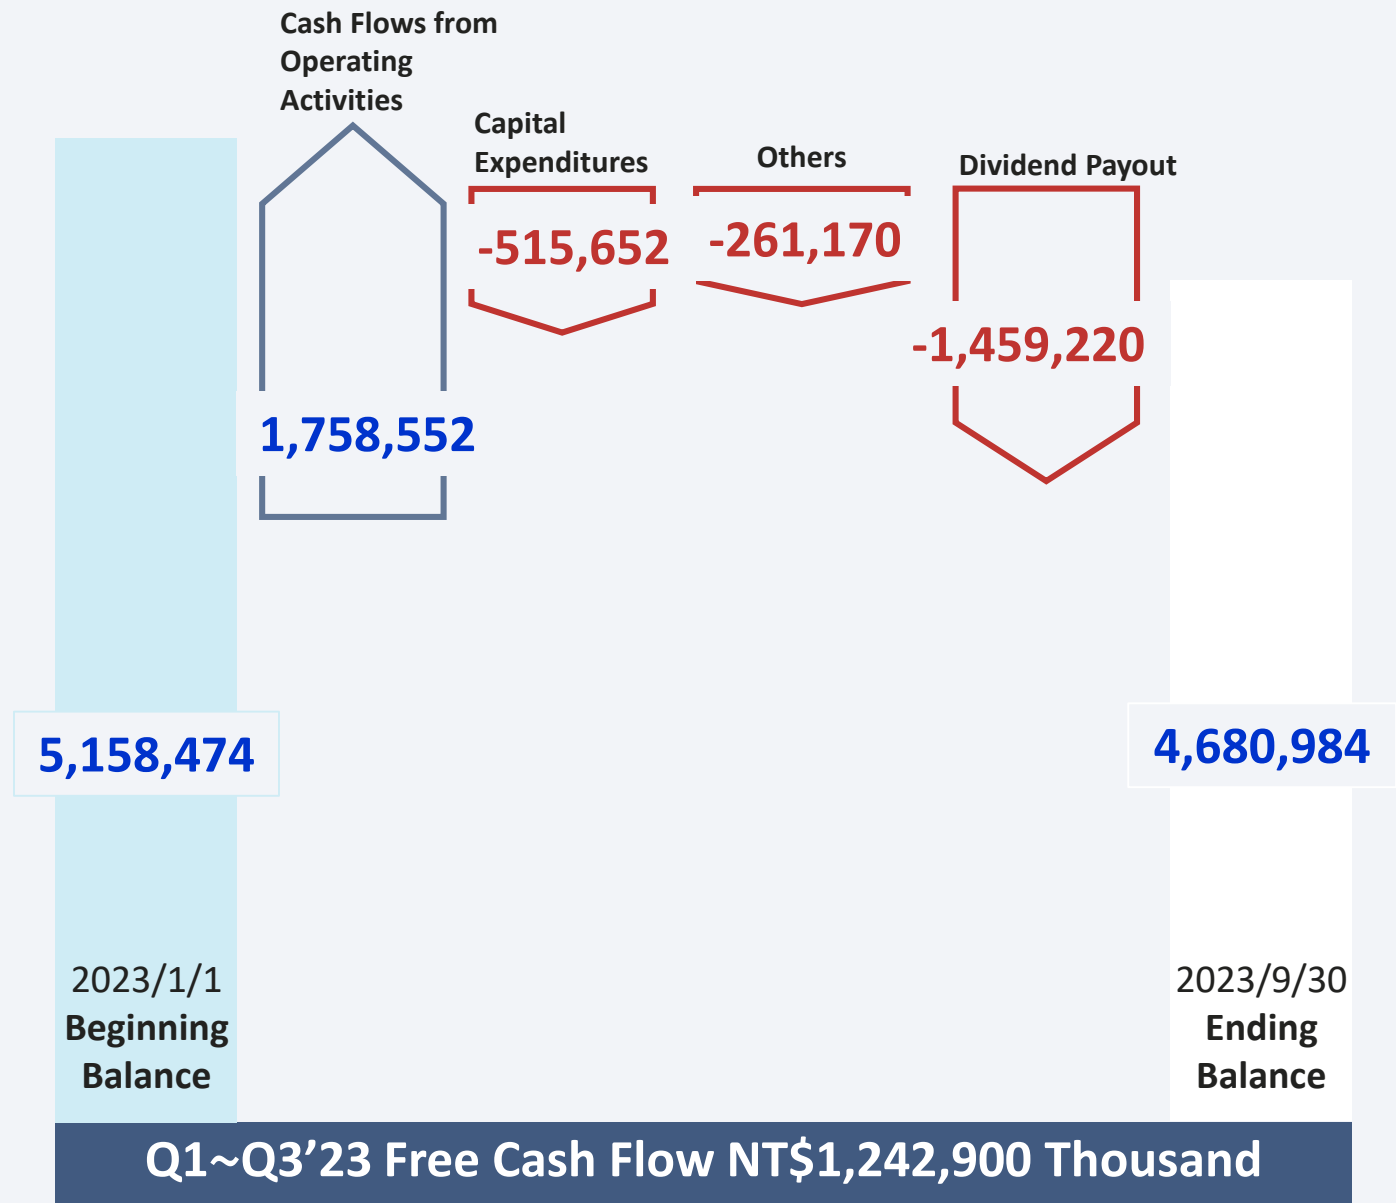 Cash Flows from
Operating
Activities
Capital
Expenditures
Others
Dividend Payout
-515,652
-261,170
-1,459,220
1,758,552
5,158,474
4,680,984
2023/1/1
Beginning
Balance
2023/9/30
Ending
Balance
Q1~Q3’23 Free Cash Flow NT$1,242,900 Thousand